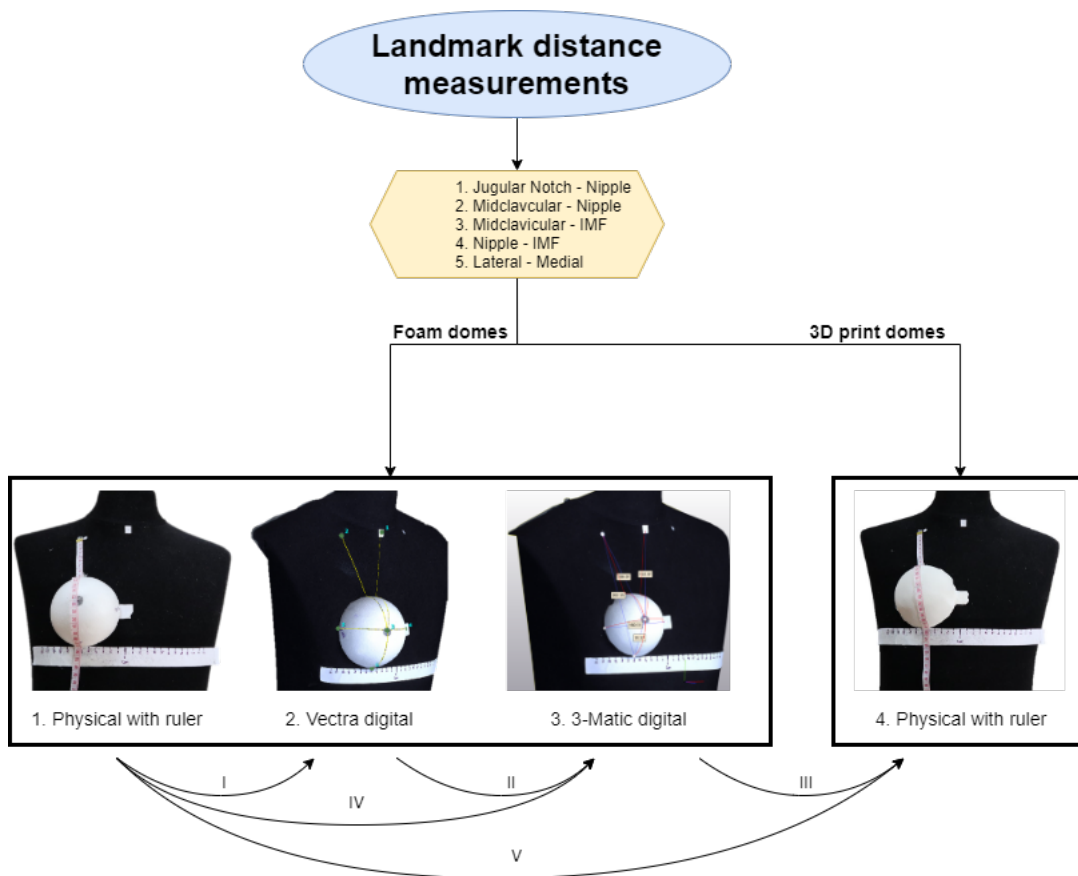 Landmark distance
measurements
1. Jugular Notch - Nipple
2. Midclavcular - Nipple
3. Midclavicular - IMF
4. Nipple - IMF
5. Lateral - Medial
Foam domes
3D print domes
1. Physical with ruler
2. Vectra digital
3. 3-Matic digital
4. Physical with ruler
I
II
III
IV
V